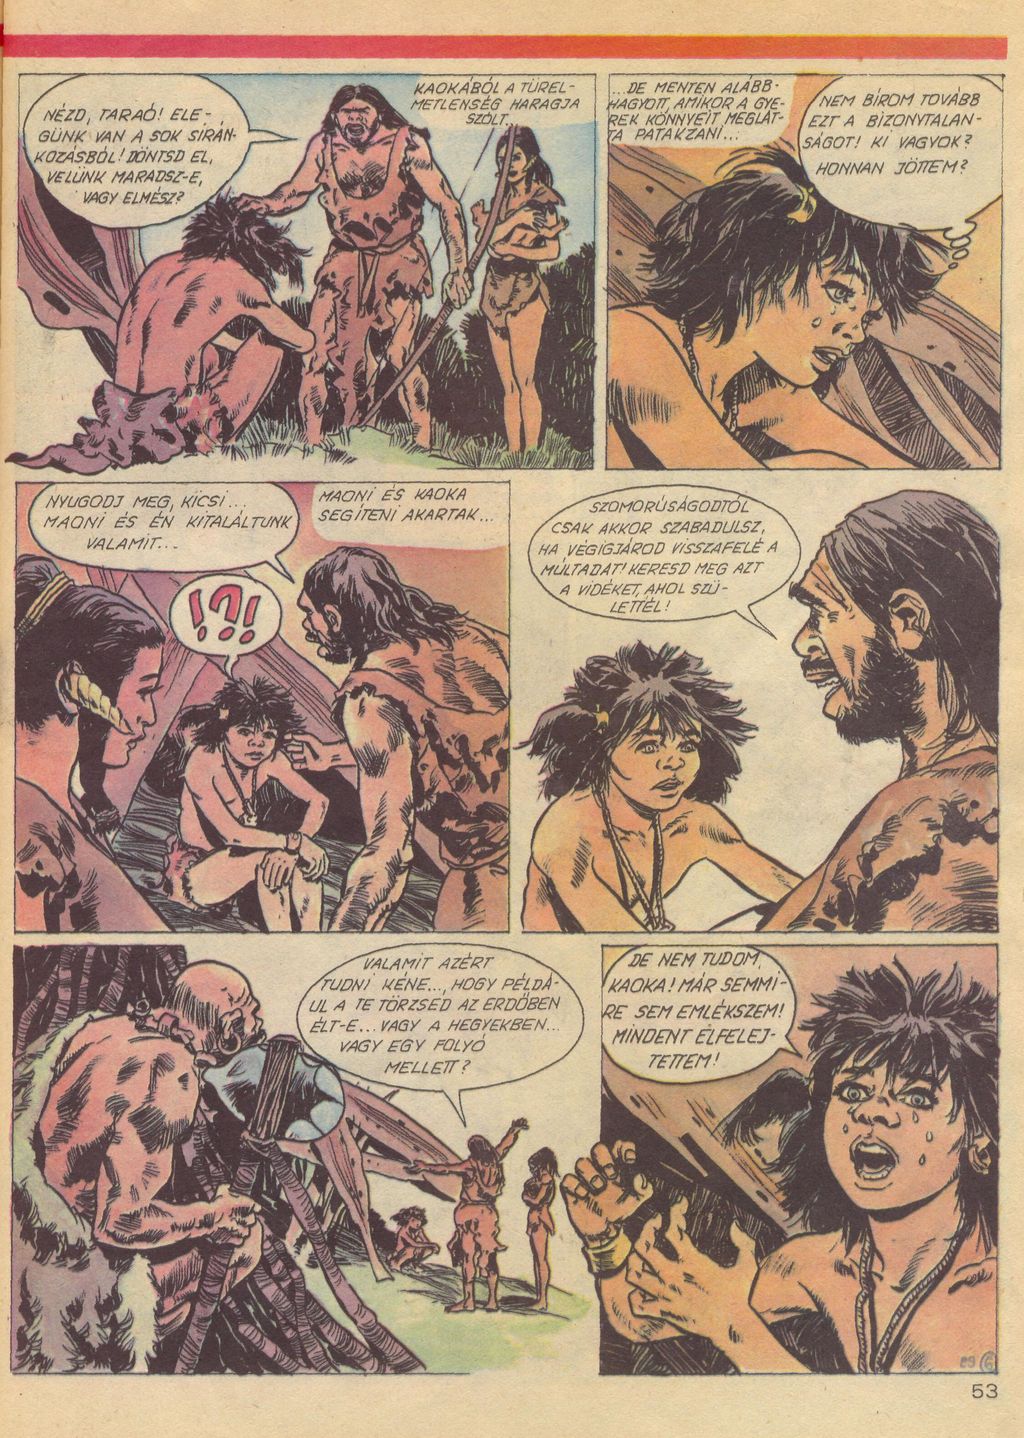 NÉZD, TARAÓ! ELE-
GÜNK VAN A SOK SIRÁN-
KOZÁSBÓL! DÖNTSD EL,
VELÜNK MARADSZ-E,
VAGY ELMÉSZ?
KAOKÁBÓL A TÜREL-
METLENSÉG HARAGJA
SZÓLT...
...DE MENTEN ALÁBB-
HAGYOTT, AMIKOR A GYE-
REK KÖNNYEIT MEGLÁT-
TA PATAKZANI...
NEM BÍROM TOVÁBB
EZT A BIZONYTALAN-
SÁGOT! KI VAGYOK?
HONNAN JÖTTEM?
NYUGODJ MEG, KICSI...
MAONI ÉS ÉN KITALÁLTUNK
VALAMIT...
MAONI ÉS KAOKA
SEGÍTENI AKARTAK...
!?!
SZOMORÚSÁGODTÓL
CSAK AKKOR SZABADULSZ,
HA VÉGIGJÁROD VISSZAFELÉ A
MÚLTADAT! KERESD MEG AZT
A VIDÉKET, AHOL SZÜ-
LETTÉL!
VALAMIT AZÉRT
TUDNI KÉNE..., HOGY PÉLDÁ-
UL A TE TÖRZSED AZ ERDŐBEN
ÉLT-E... VAGY A HEGYEKBEN...
VAGY EGY FOLYÓ
MELLETT?
DE NEM TUDOM,
KAOKA! MÁR SEMMI-
RE SEM EMLÉKSZEM!
MINDENT ELFELEJ-
TETTEM!
89 6
53